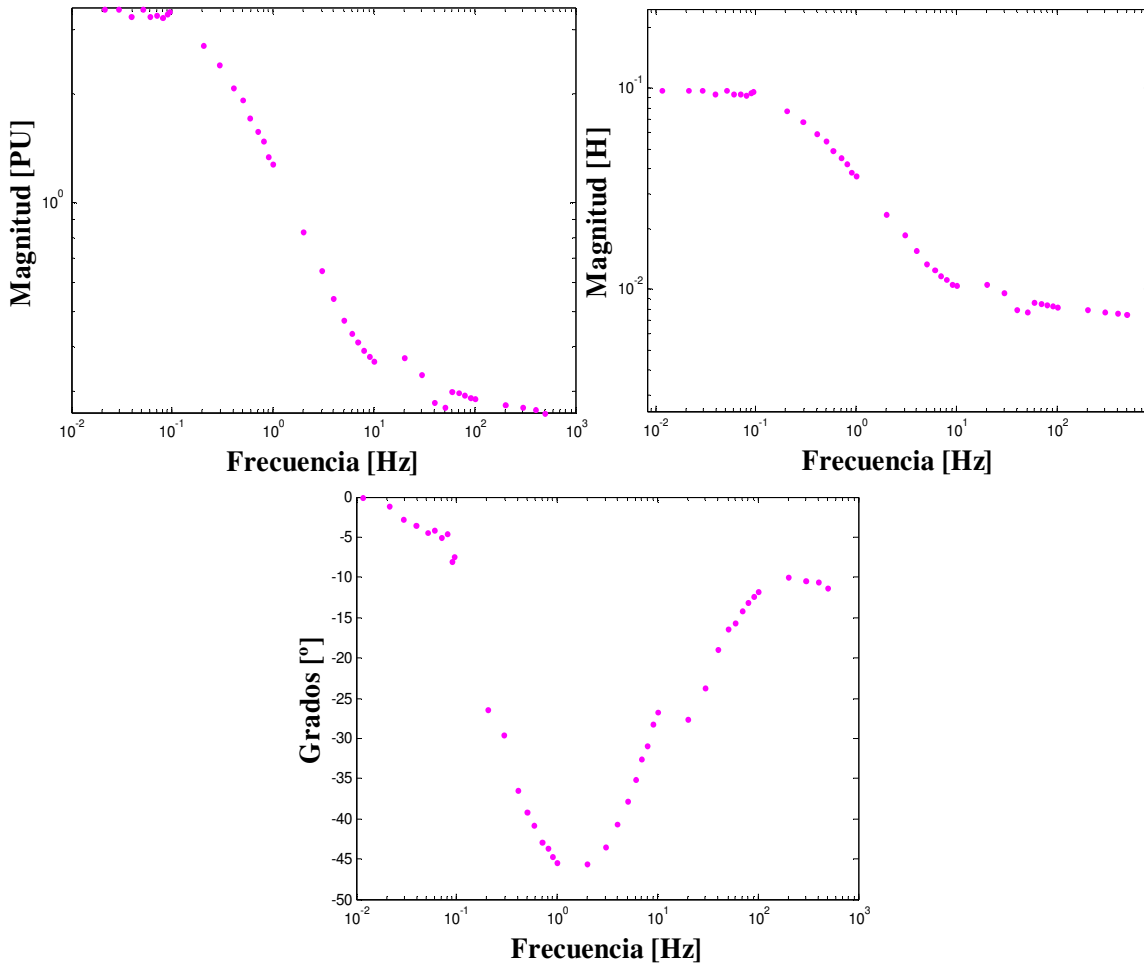 Magnitud [PU]
10^0
10^-2 10^-1 10^0 10^1 10^2 10^3
Frecuencia [Hz]
Magnitud [H]
10^-1
10^-2
10^-2 10^-1 10^0 10^1 10^2
Frecuencia [Hz]
Grados [º]
0
-5
-10
-15
-20
-25
-30
-35
-40
-45
-50
10^-2 10^-1 10^0 10^1 10^2 10^3
Frecuencia [Hz]